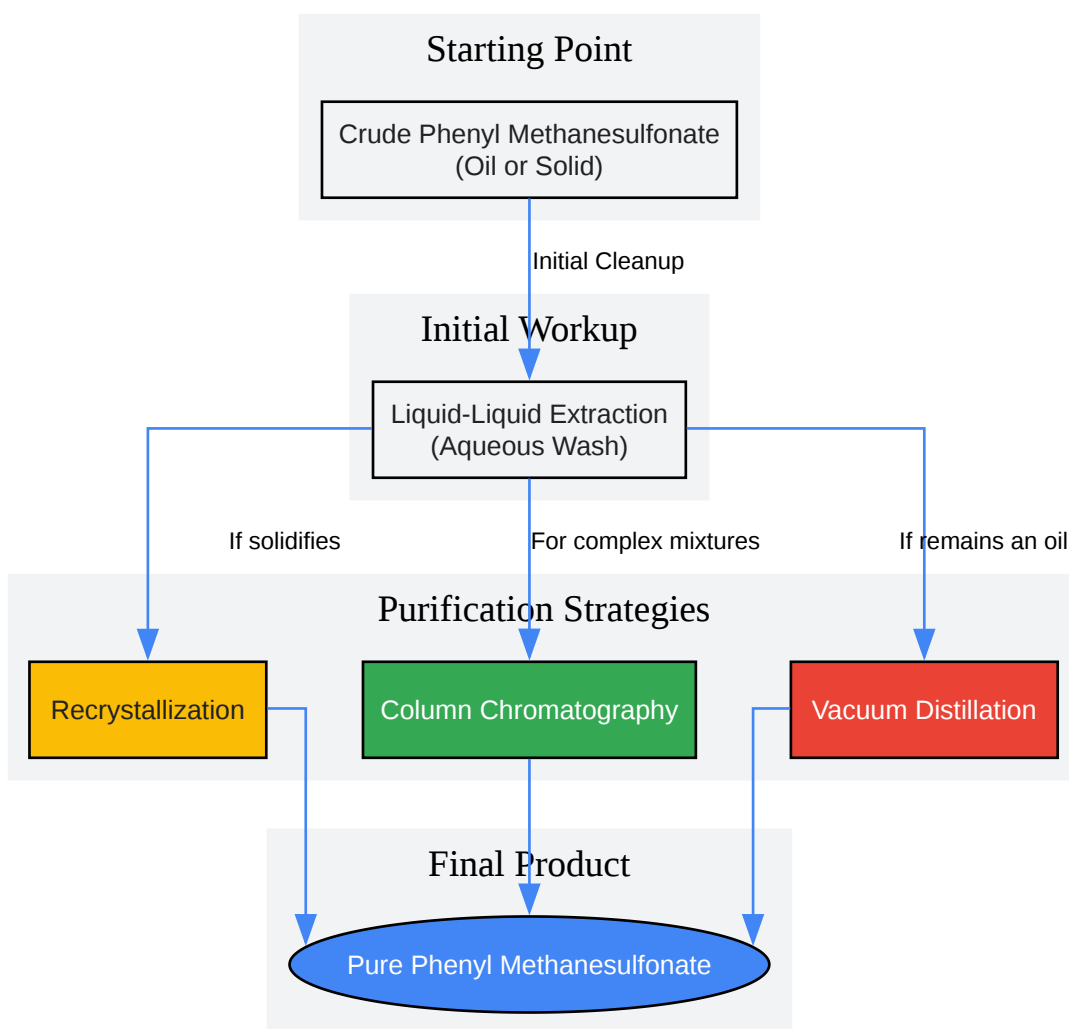 Starting Point
Crude Phenyl Methanesulfonate
(Oil or Solid)
Initial Cleanup
Initial Workup
Liquid-Liquid Extraction
(Aqueous Wash)
If solidifies
For complex mixtures
If remains an oil
Purification Strategies
Recrystallization
Column Chromatography
Vacuum Distillation
Final Product
Pure Phenyl Methanesulfonate